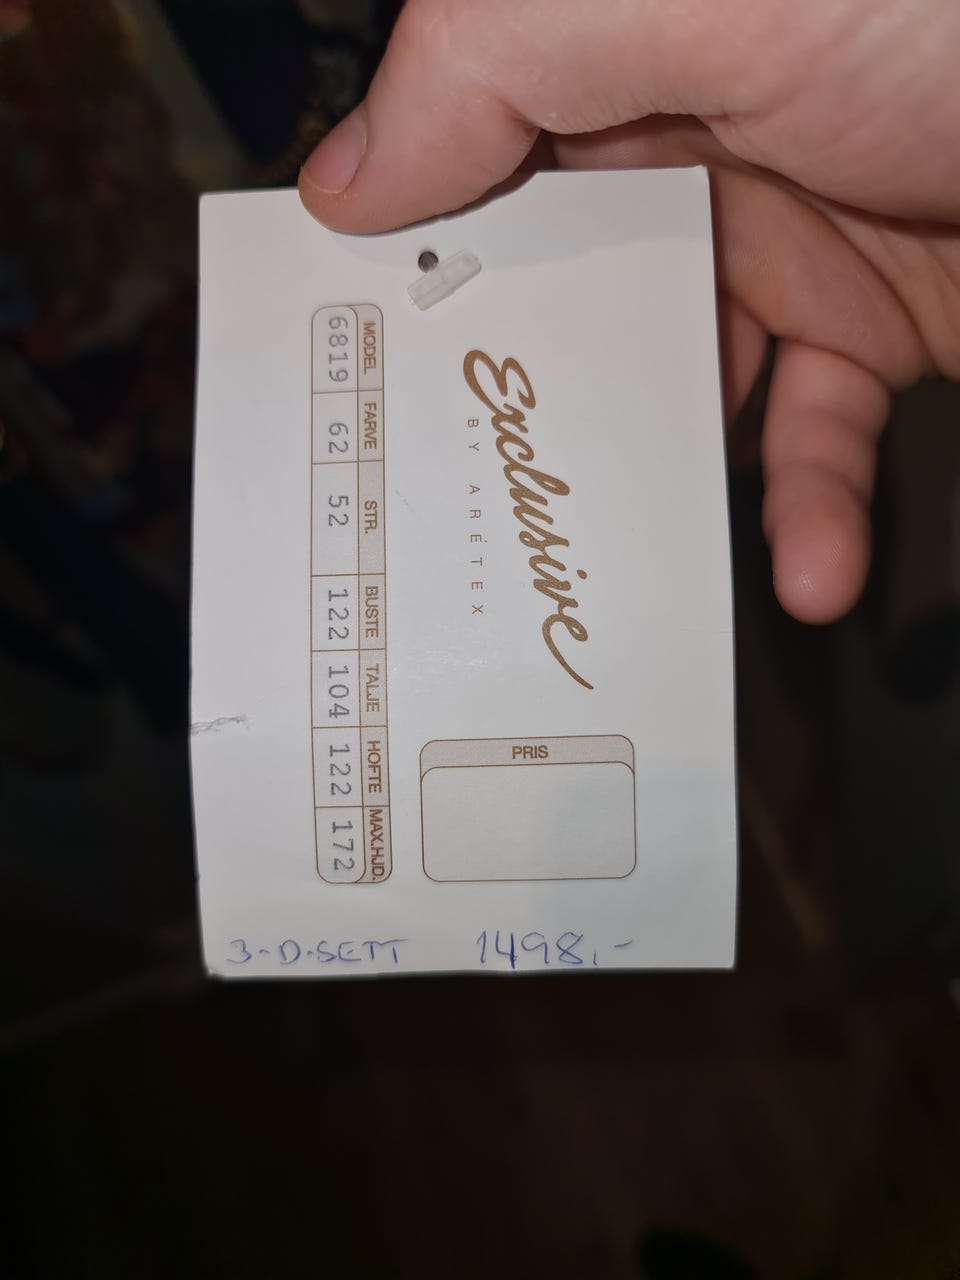 Exclusive
BY ARÉTEX
MODEL FARVE STR. BUSTE TALJE HOFTE MAX.HJD.
6819 62 52 122 104 122 172
PRIS
3-D-SETT 1498,-